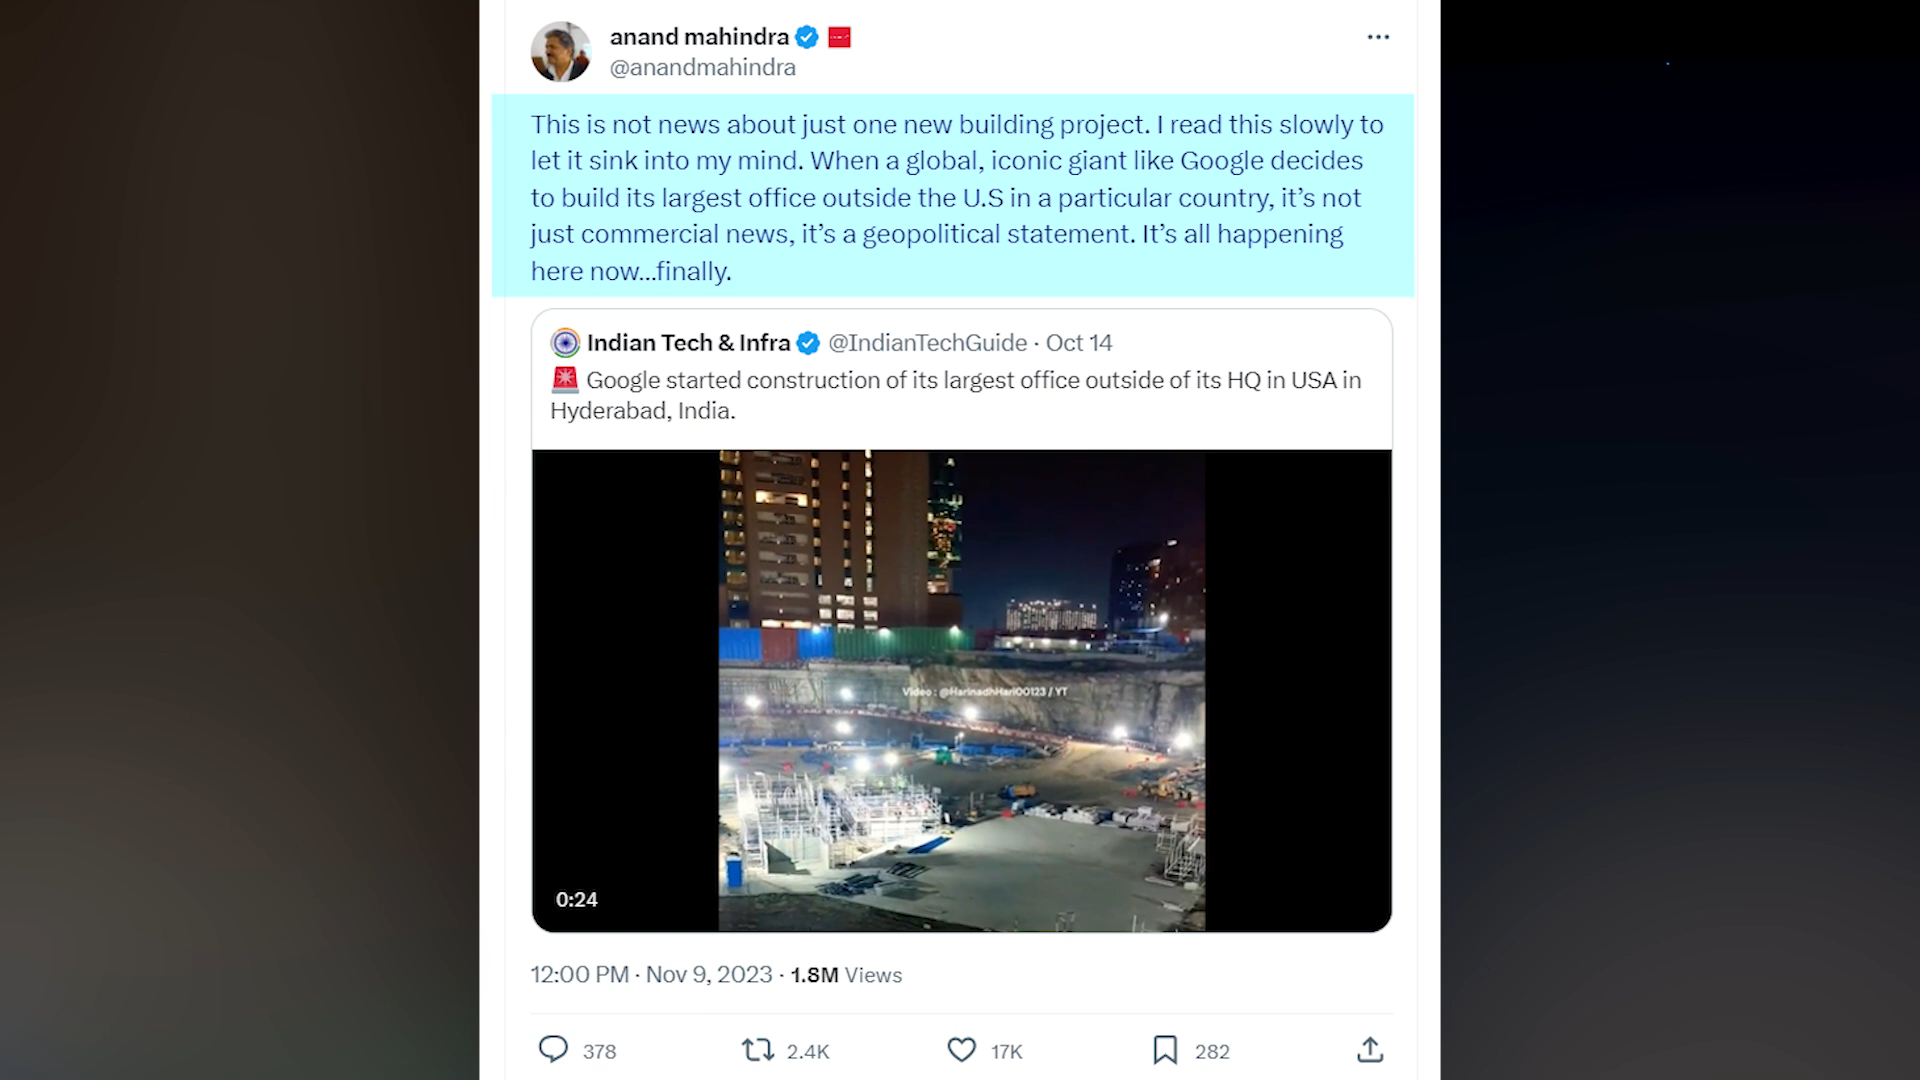 anand mahindra
@anandmahindra
This is not news about just one new building project. I read this slowly to
let it sink into my mind. When a global, iconic giant like Google decides
to build its largest office outside the U.S in a particular country, it’s not
just commercial news, it’s a geopolitical statement. It’s all happening
here now...finally.
Indian Tech & Infra @IndianTechGuide · Oct 14
Google started construction of its largest office outside of its HQ in USA in
Hyderabad, India.
Video : @HarinadhHari00123 / YT
0:24
12:00 PM · Nov 9, 2023 · 1.8M Views
378 2.4K 17K 282